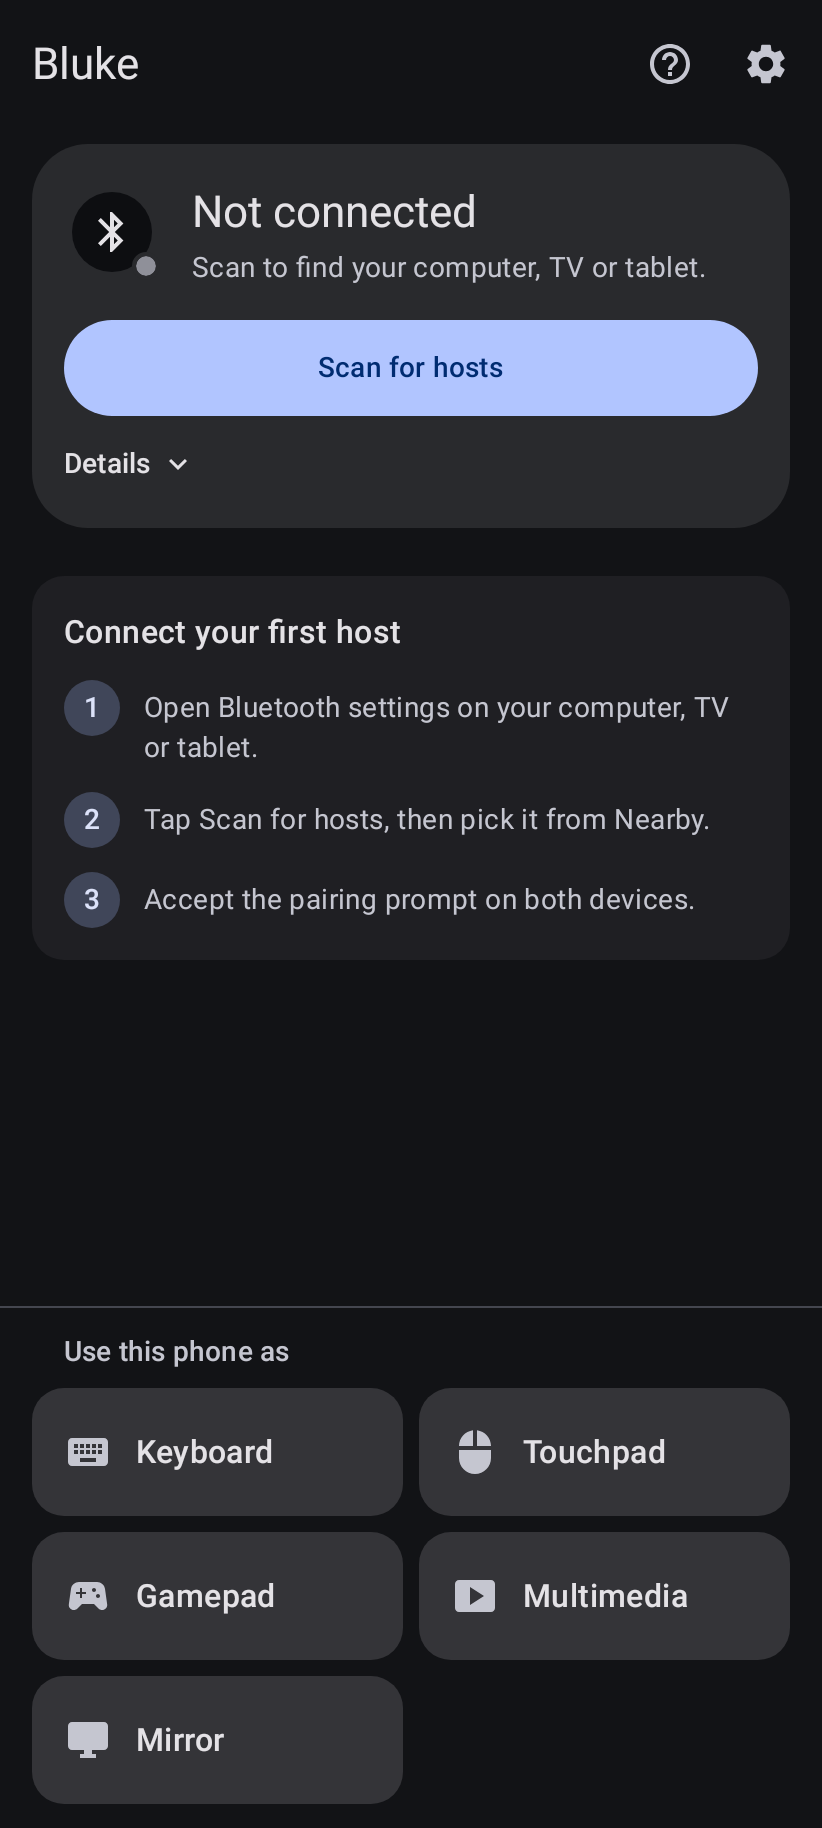 Bluke
Not connected
Scan to find your computer, TV or tablet.
Scan for hosts
Details
Connect your first host
1
Open Bluetooth settings on your computer, TV
or tablet.
2
Tap Scan for hosts, then pick it from Nearby.
3
Accept the pairing prompt on both devices.
Use this phone as
Keyboard
Touchpad
Gamepad
Multimedia
Mirror